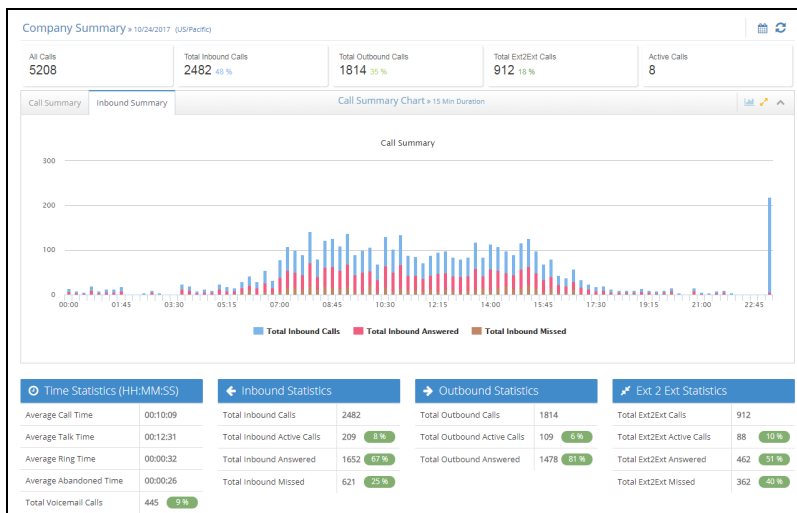 Company Summary » 10/24/2017 (US/Pacific)
All Calls
5208
Total Inbound Calls
2482 48 %
Total Outbound Calls
1814 35 %
Total Ext2Ext Calls
912 18 %
Active Calls
8
Call Summary
Inbound Summary
Call Summary Chart » 15 Min Duration
Call Summary
300
200
100
0
00:00 01:45 03:30 05:15 07:00 08:45 10:30 12:15 14:00 15:45 17:30 19:15 21:00 22:45
Total Inbound Calls Total Inbound Answered Total Inbound Missed
Time Statistics (HH:MM:SS)
Average Call Time 00:10:09
Average Talk Time 00:12:31
Average Ring Time 00:00:32
Average Abandoned Time 00:00:26
Total Voicemail Calls 445 9 %
Inbound Statistics
Total Inbound Calls 2482
Total Inbound Active Calls 209 8 %
Total Inbound Answered 1652 67 %
Total Inbound Missed 621 25 %
Outbound Statistics
Total Outbound Calls 1814
Total Outbound Active Calls 109 6 %
Total Outbound Answered 1478 81 %
Ext 2 Ext Statistics
Total Ext2Ext Calls 912
Total Ext2Ext Active Calls 88 10 %
Total Ext2Ext Answered 462 51 %
Total Ext2Ext Missed 362 40 %